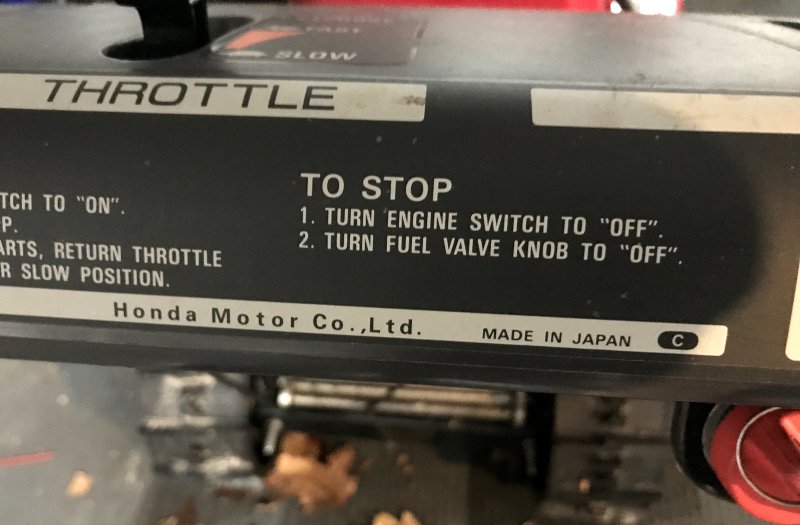 FAST
SLOW
THROTTLE
TCH TO "ON".
P.
ARTS, RETURN THROTTLE
R SLOW POSITION.
TO STOP
1. TURN ENGINE SWITCH TO "OFF".
2. TURN FUEL VALVE KNOB TO "OFF".
Honda Motor Co.,Ltd.
MADE IN JAPAN C